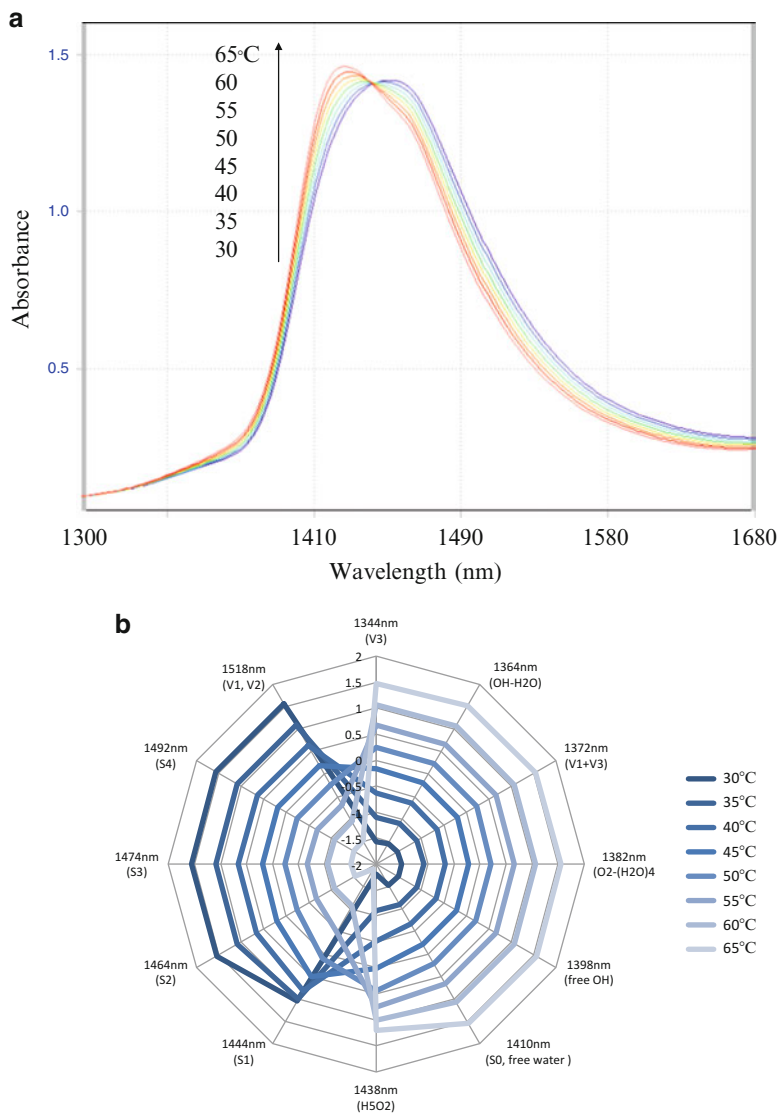 a
65°C
60
55
50
45
40
35
30
1.5
1.0
0.5
Absorbance
1300
1410
1490
1580
1680
Wavelength (nm)
b
1344nm
(V3)
1364nm
(OH-H2O)
1372nm
(V1+V3)
1382nm
(O2-(H2O)4
1398nm
(free OH)
1410nm
(S0, free water )
1438nm
(H5O2)
1444nm
(S1)
1464nm
(S2)
1474nm
(S3)
1492nm
(S4)
1518nm
(V1, V2)
2
1.5
1
0.5
0
-0.5
-1
-1.5
-2
30°C
35°C
40°C
45°C
50°C
55°C
60°C
65°C